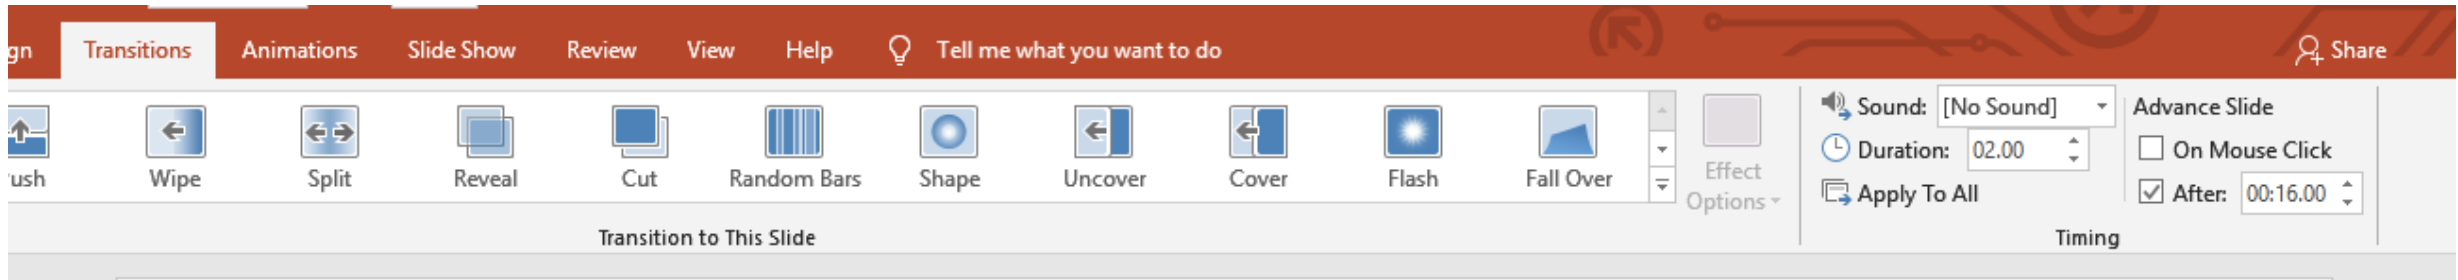 gn Transitions Animations Slide Show Review View Help Tell me what you want to do Share
Sound: [No Sound] Advance Slide
Duration: 02.00 On Mouse Click
ush Wipe Split Reveal Cut Random Bars Shape Uncover Cover Flash Fall Over Effect Options Apply To All After: 00:16.00
Transition to This Slide Timing